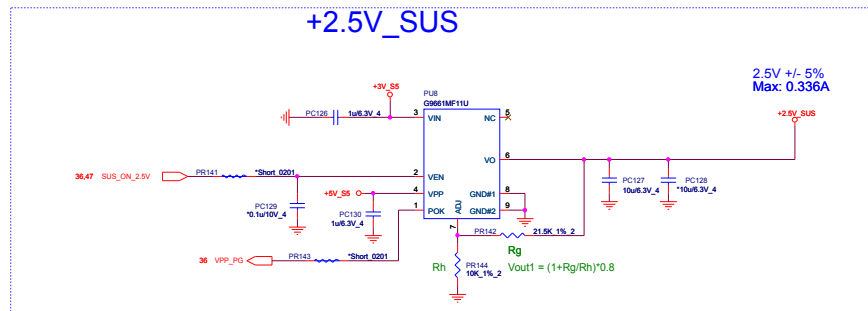 +2.5V_SUS
2.5V +/- 5%
Max: 0.336A
+3V_S5
PU8
G9661MF11U
+2.5V_SUS
PC126
1u/6.3V_4
3
VIN
NC
5
VO
6
36,47
SUS_ON_2.5V
PR141
*Short_0201
2
VEN
PC127
10u/6.3V_4
PC128
*10u/6.3V_4
+5V_S5
4
VPP
GND#1
8
PC129
*0.1u/10V_4
PC130
1u/6.3V_4
1
POK
ADJ
GND#2
9
7
PR142
21.5K_1%_2
Rg
36
VPP_PG
PR143
*Short_0201
Rh
PR144
10K_1%_2
Vout1 = (1+Rg/Rh)*0.8